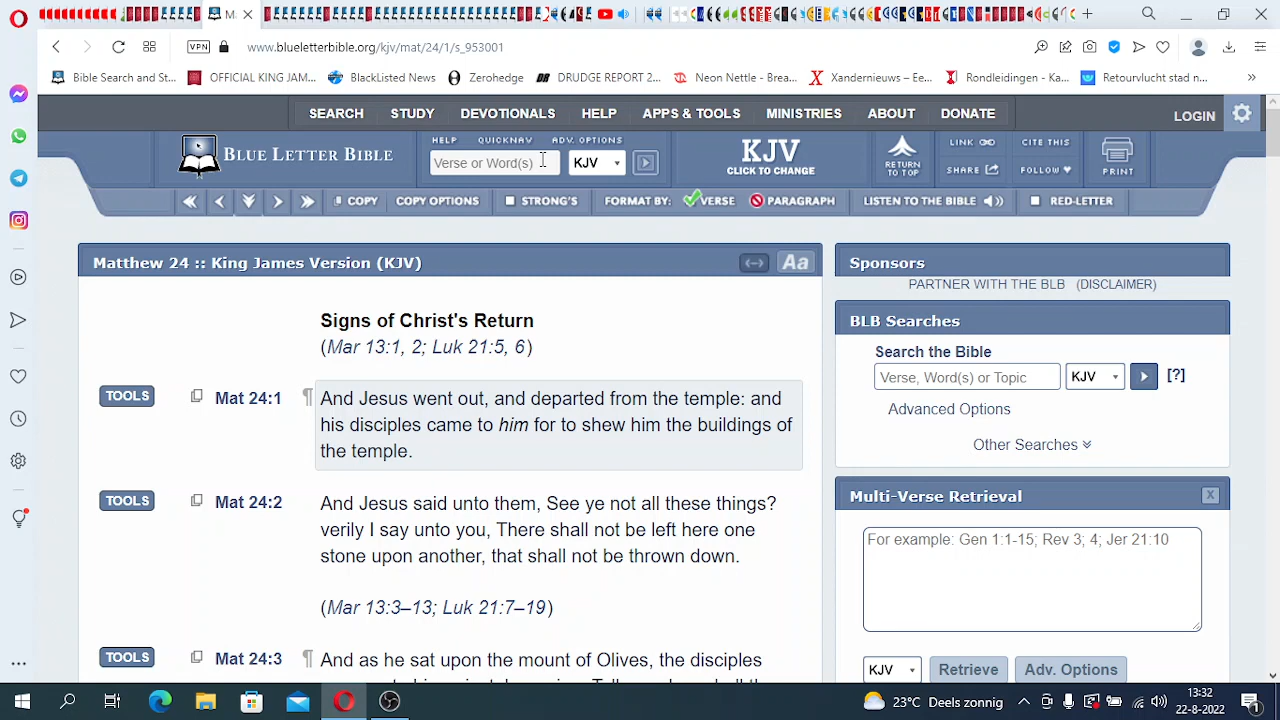 M
www.blueletterbible.org/kjv/mat/24/1/s_953001
VPN
Bible Search and St...
OFFICIAL KING JAM...
BlackListed News
Zerohedge
DRUDGE REPORT 2...
Neon Nettle - Brea...
Xandernieuws – Ee...
Rondleidingen - Ka...
Retourvlucht stad n...
SEARCH STUDY DEVOTIONALS HELP APPS & TOOLS MINISTRIES ABOUT DONATE
LOGIN
BLUE LETTER BIBLE
HELP QUICKNAV ADV. OPTIONS
Verse or Word(s)
KJV
KJV
CLICK TO CHANGE
RETURN
TO TOP
LINK
CITE THIS
SHARE
FOLLOW
PRINT
COPY COPY OPTIONS STRONG'S FORMAT BY: VERSE PARAGRAPH LISTEN TO THE BIBLE RED-LETTER
Matthew 24 :: King James Version (KJV)
Aa
Signs of Christ's Return
(Mar 13:1, 2; Luk 21:5, 6)
TOOLS
Mat 24:1
¶ And Jesus went out, and departed from the temple: and
his disciples came to him for to shew him the buildings of
the temple.
TOOLS
Mat 24:2
And Jesus said unto them, See ye not all these things?
verily I say unto you, There shall not be left here one
stone upon another, that shall not be thrown down.
(Mar 13:3–13; Luk 21:7–19)
TOOLS
Mat 24:3
¶ And as he sat upon the mount of Olives, the disciples
Sponsors
PARTNER WITH THE BLB (DISCLAIMER)
BLB Searches
Search the Bible
Verse, Word(s) or Topic
KJV
[?]
Advanced Options
Other Searches
Multi-Verse Retrieval
X
For example: Gen 1:1-15; Rev 3; 4; Jer 21:10
KJV
Retrieve
Adv. Options
23°C Deels zonnig
13:32
22-8-2022
1